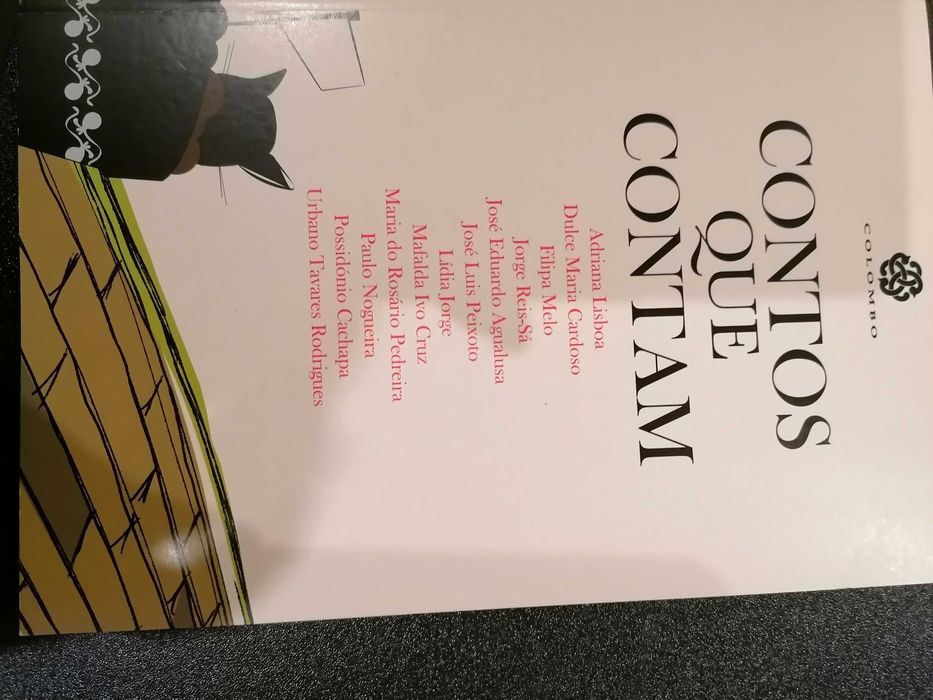 COLOMBO
CONTOS
QUE
CONTAM
Adriana Lisboa
Dulce Maria Cardoso
Filipa Melo
Jorge Reis-Sá
José Eduardo Agualusa
José Luis Peixoto
Lídia Jorge
Mafalda Ivo Cruz
Maria do Rosário Pedreira
Paulo Nogueira
Possidónio Cachapa
Urbano Tavares Rodrigues